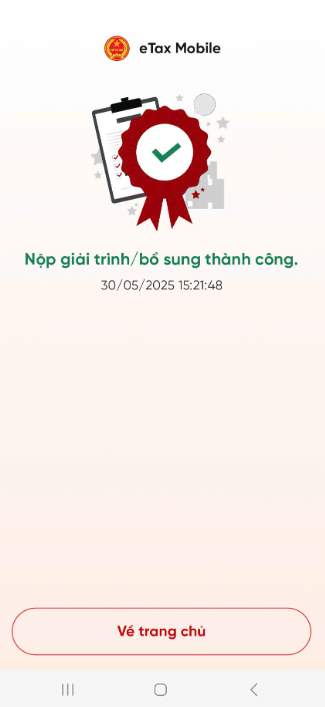 eTax Mobile
Nộp giải trình/bổ sung thành công.
30/05/2025 15:21:48
Về trang chủ